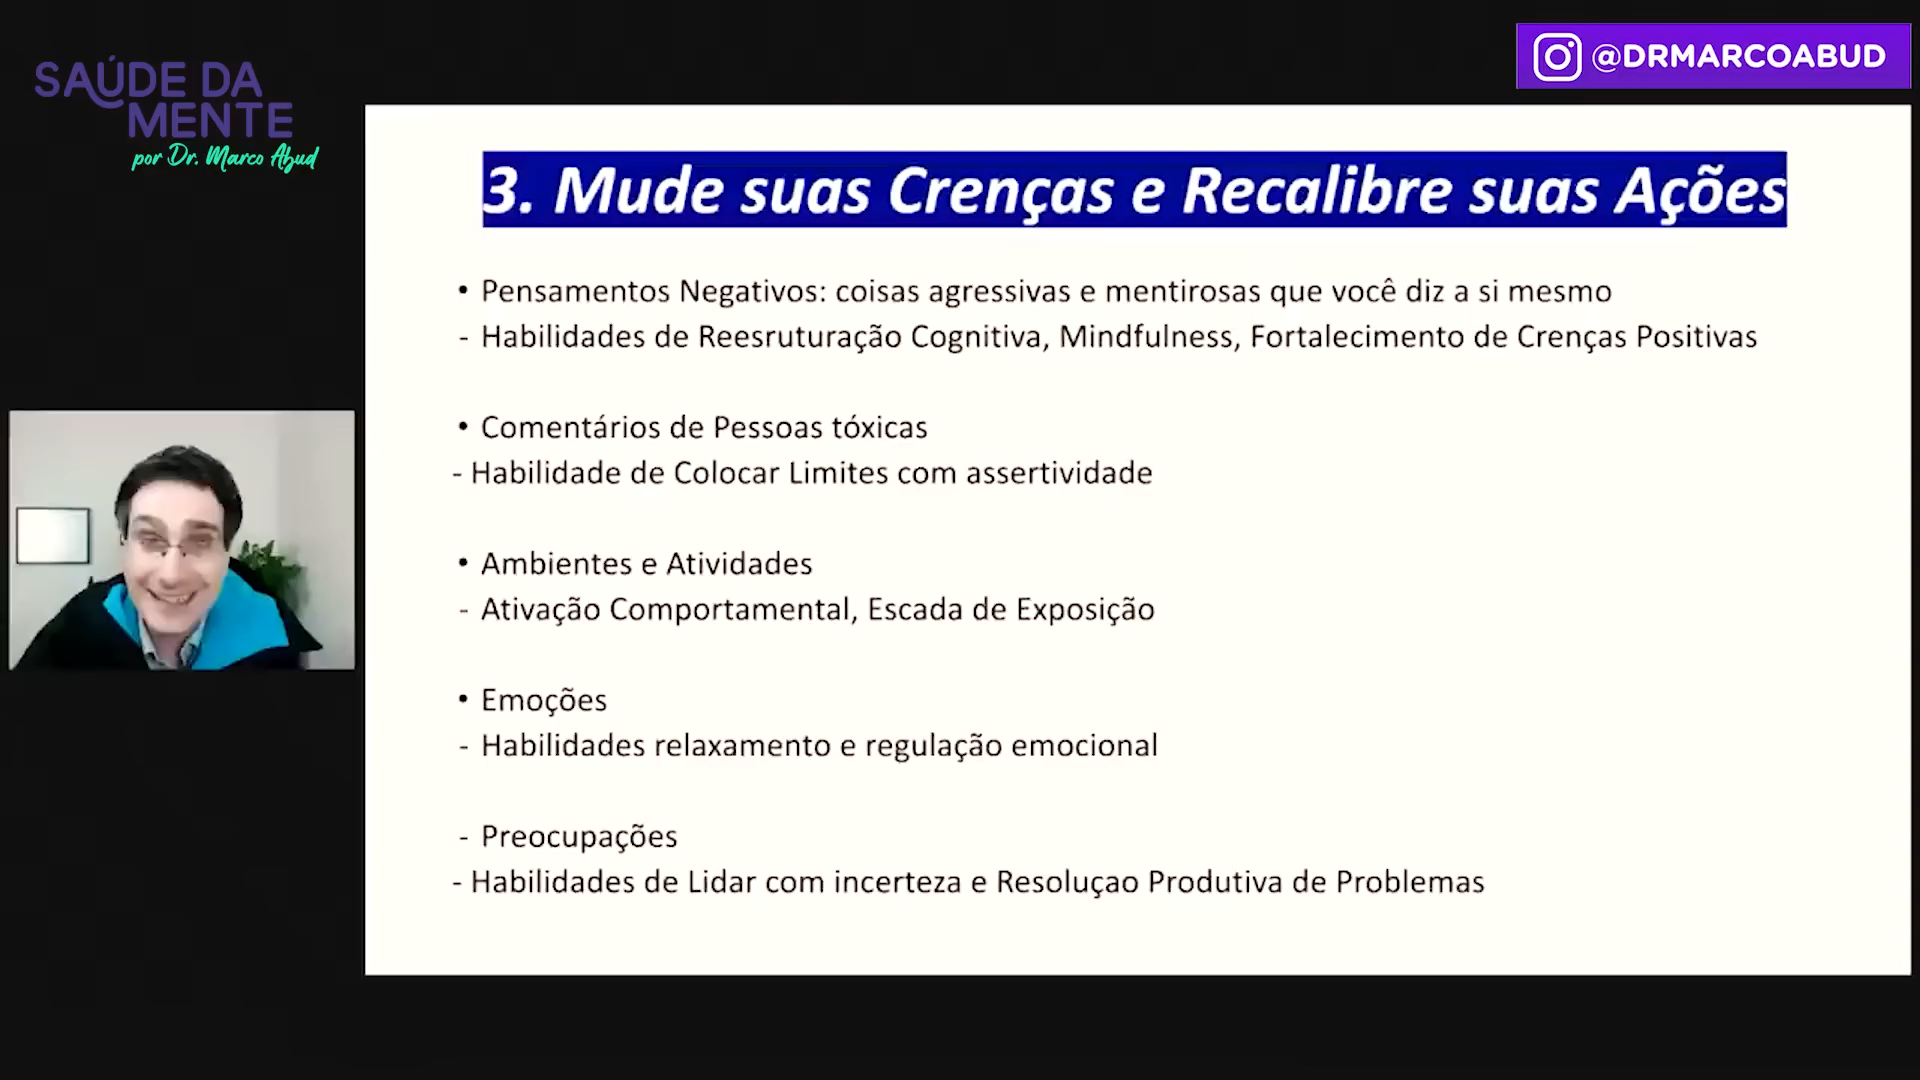 SAÚDE DA
MENTE
por Dr. Marco Abud
@DRMARCOABUD
3. Mude suas Crenças e Recalibre suas Ações
• Pensamentos Negativos: coisas agressivas e mentirosas que você diz a si mesmo
- Habilidades de Reesruturação Cognitiva, Mindfulness, Fortalecimento de Crenças Positivas
• Comentários de Pessoas tóxicas
- Habilidade de Colocar Limites com assertividade
• Ambientes e Atividades
- Ativação Comportamental, Escada de Exposição
• Emoções
- Habilidades relaxamento e regulação emocional
- Preocupações
- Habilidades de Lidar com incerteza e Resoluçao Produtiva de Problemas